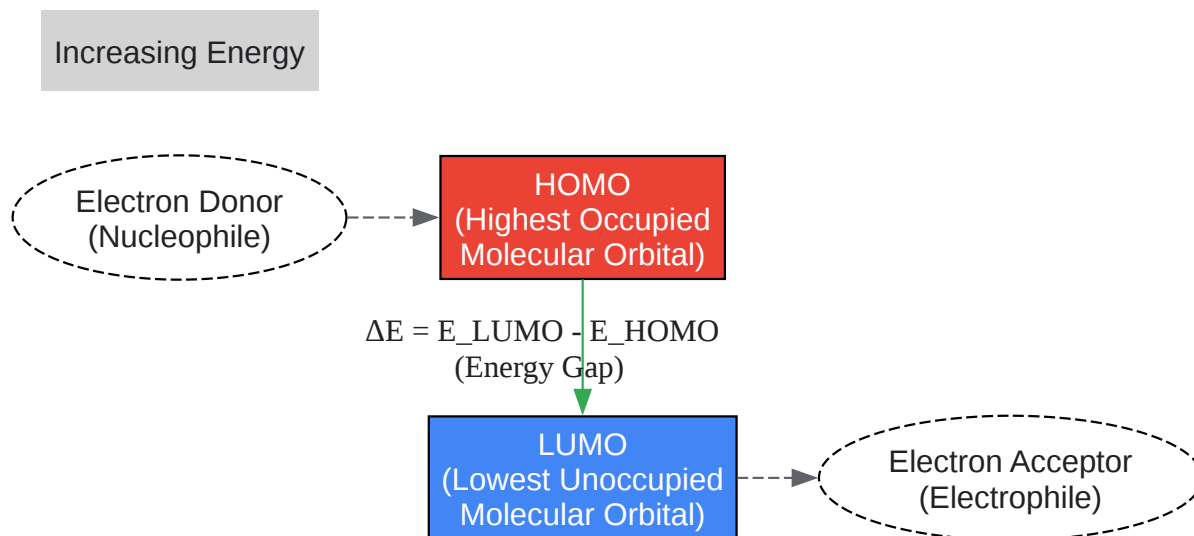 Increasing Energy
Electron Donor
(Nucleophile)
HOMO
(Highest Occupied
Molecular Orbital)
ΔE = E_LUMO - E_HOMO
(Energy Gap)
LUMO
(Lowest Unoccupied
Molecular Orbital)
Electron Acceptor
(Electrophile)